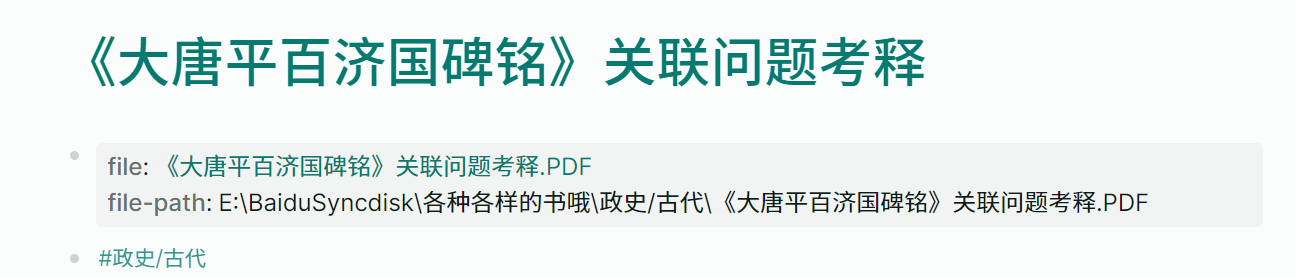 《大唐平百济国碑铭》关联问题考释
file: 《大唐平百济国碑铭》关联问题考释.PDF
file-path: E:\BaiduSyncdisk\各种各样的书哦\政史/古代\《大唐平百济国碑铭》关联问题考释.PDF
#政史/古代